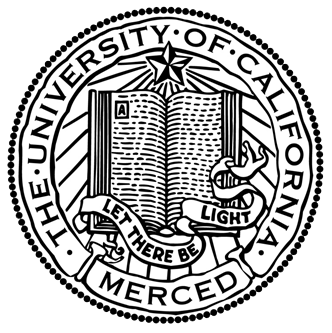 THE · UNIVERSITY · OF · CALIFORNIA
A
LET THERE BE LIGHT
MERCED